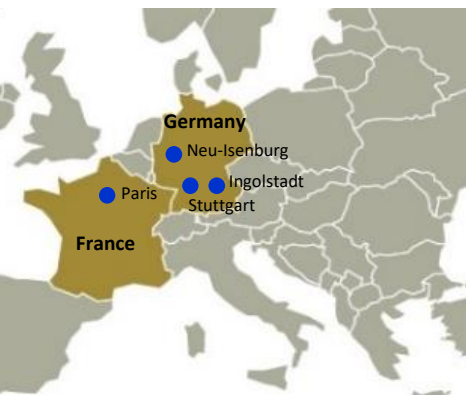 Germany
Neu-Isenburg
Ingolstadt
Paris
Stuttgart
France